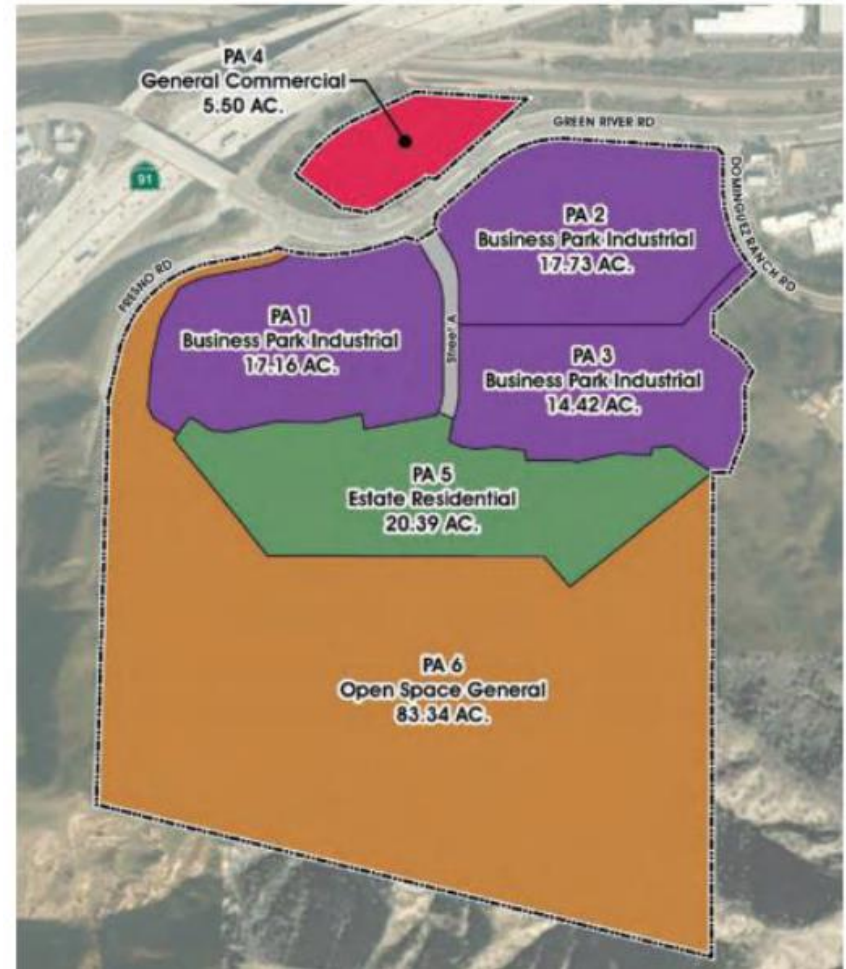 PA 4
General Commercial
5.50 AC.
GREEN RIVER RD
91
DOMINGUEZ RANCH RD
PA 2
Business Park Industrial
17.73 AC.
FRESNO RD
PA 1
Business Park Industrial
17.16 AC.
Street A
PA 3
Business Park Industrial
14.42 AC.
PA 5
Estate Residential
20.39 AC.
PA 6
Open Space General
83.34 AC.